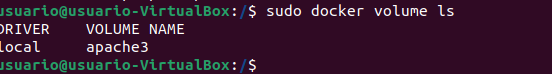 usuario@usuario-VirtualBox:/$ sudo docker volume ls
DRIVER    VOLUME NAME
local     apache3
usuario@usuario-VirtualBox:/$